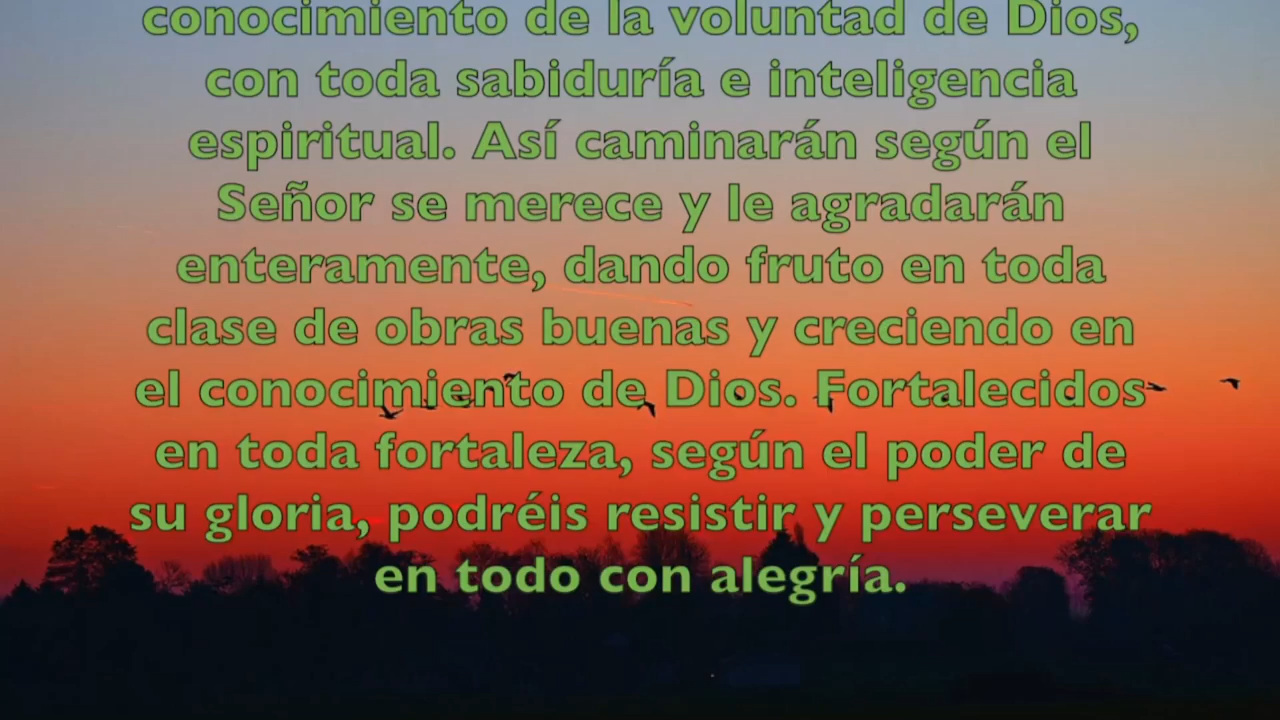 conocimiento de la voluntad de Dios,
con toda sabiduría e inteligencia
espiritual. Así caminarán según el
Señor se merece y le agradarán
enteramente, dando fruto en toda
clase de obras buenas y creciendo en
el conocimiento de Dios. Fortalecidos
en toda fortaleza, según el poder de
su gloria, podréis resistir y perseverar
en todo con alegría.